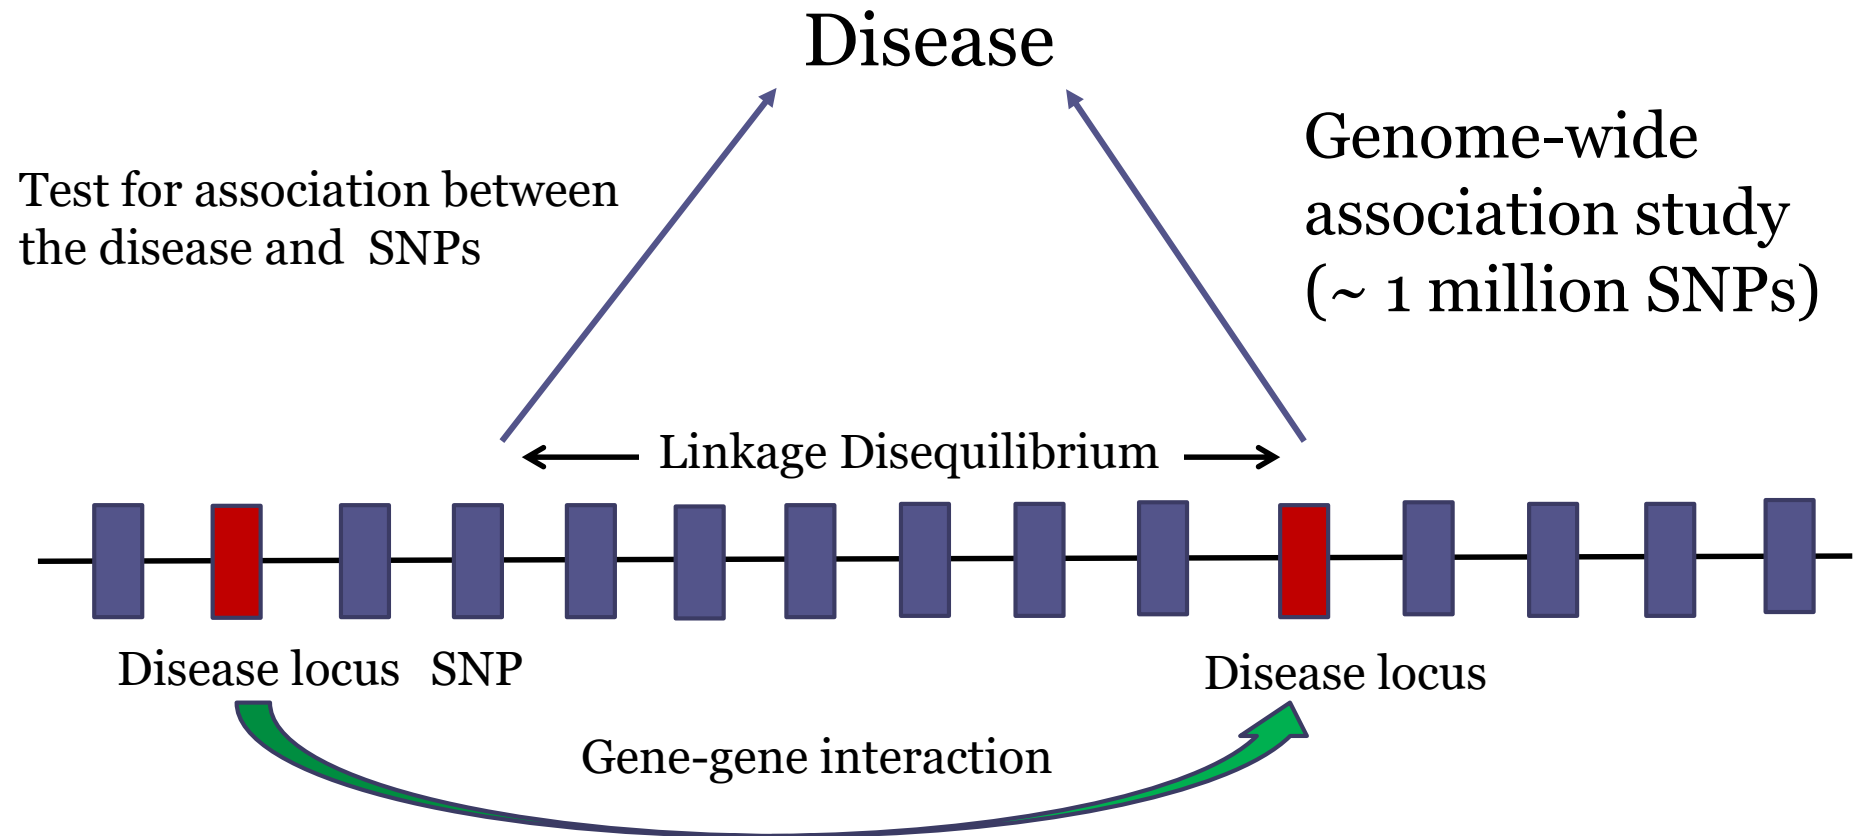 Disease
Genome-wide
association study
(~ 1 million SNPs)
Test for association between
the disease and SNPs
Linkage Disequilibrium
Disease locus SNP
Disease locus
Gene-gene interaction